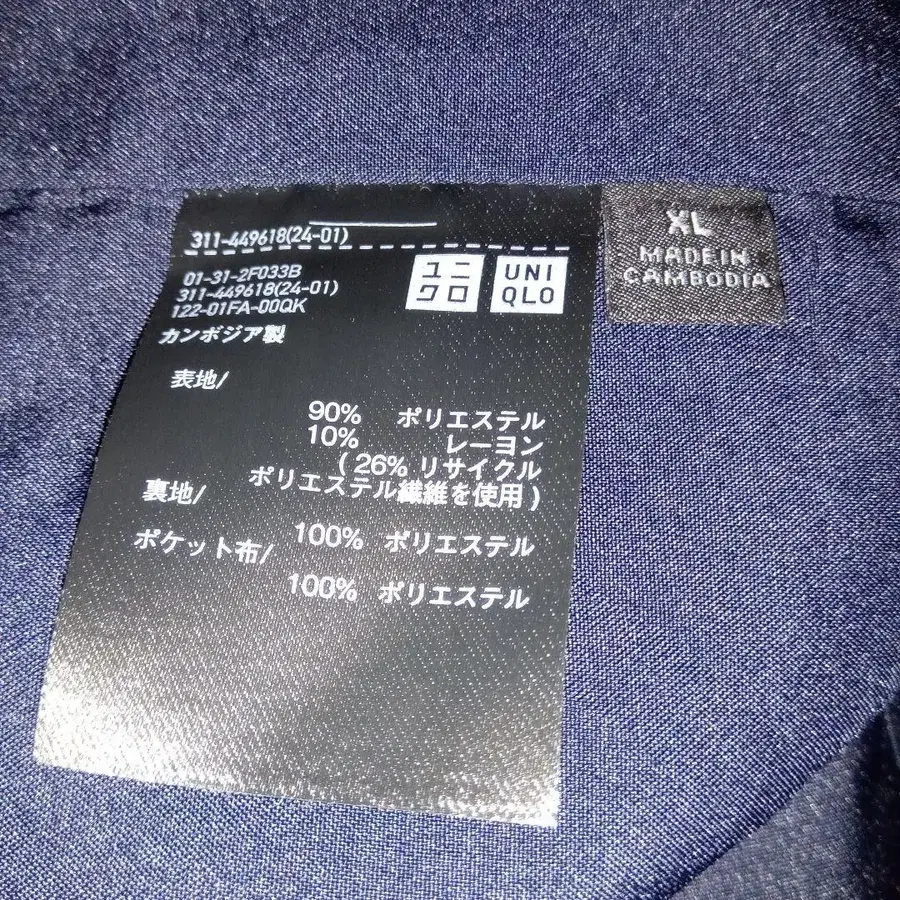 311-449618(24-01)
01-31-2F033B
311-449618(24-01)
122-01FA-00QK
カンボジア製
ユニ
クロ
UNI
QLO
XL
MADE IN
CAMBODIA
表地/
90% ポリエステル
10% レーヨン
( 26% リサイクル
ポリエステル繊維を使用 )
裏地/
100% ポリエステル
ポケット布/
100% ポリエステル